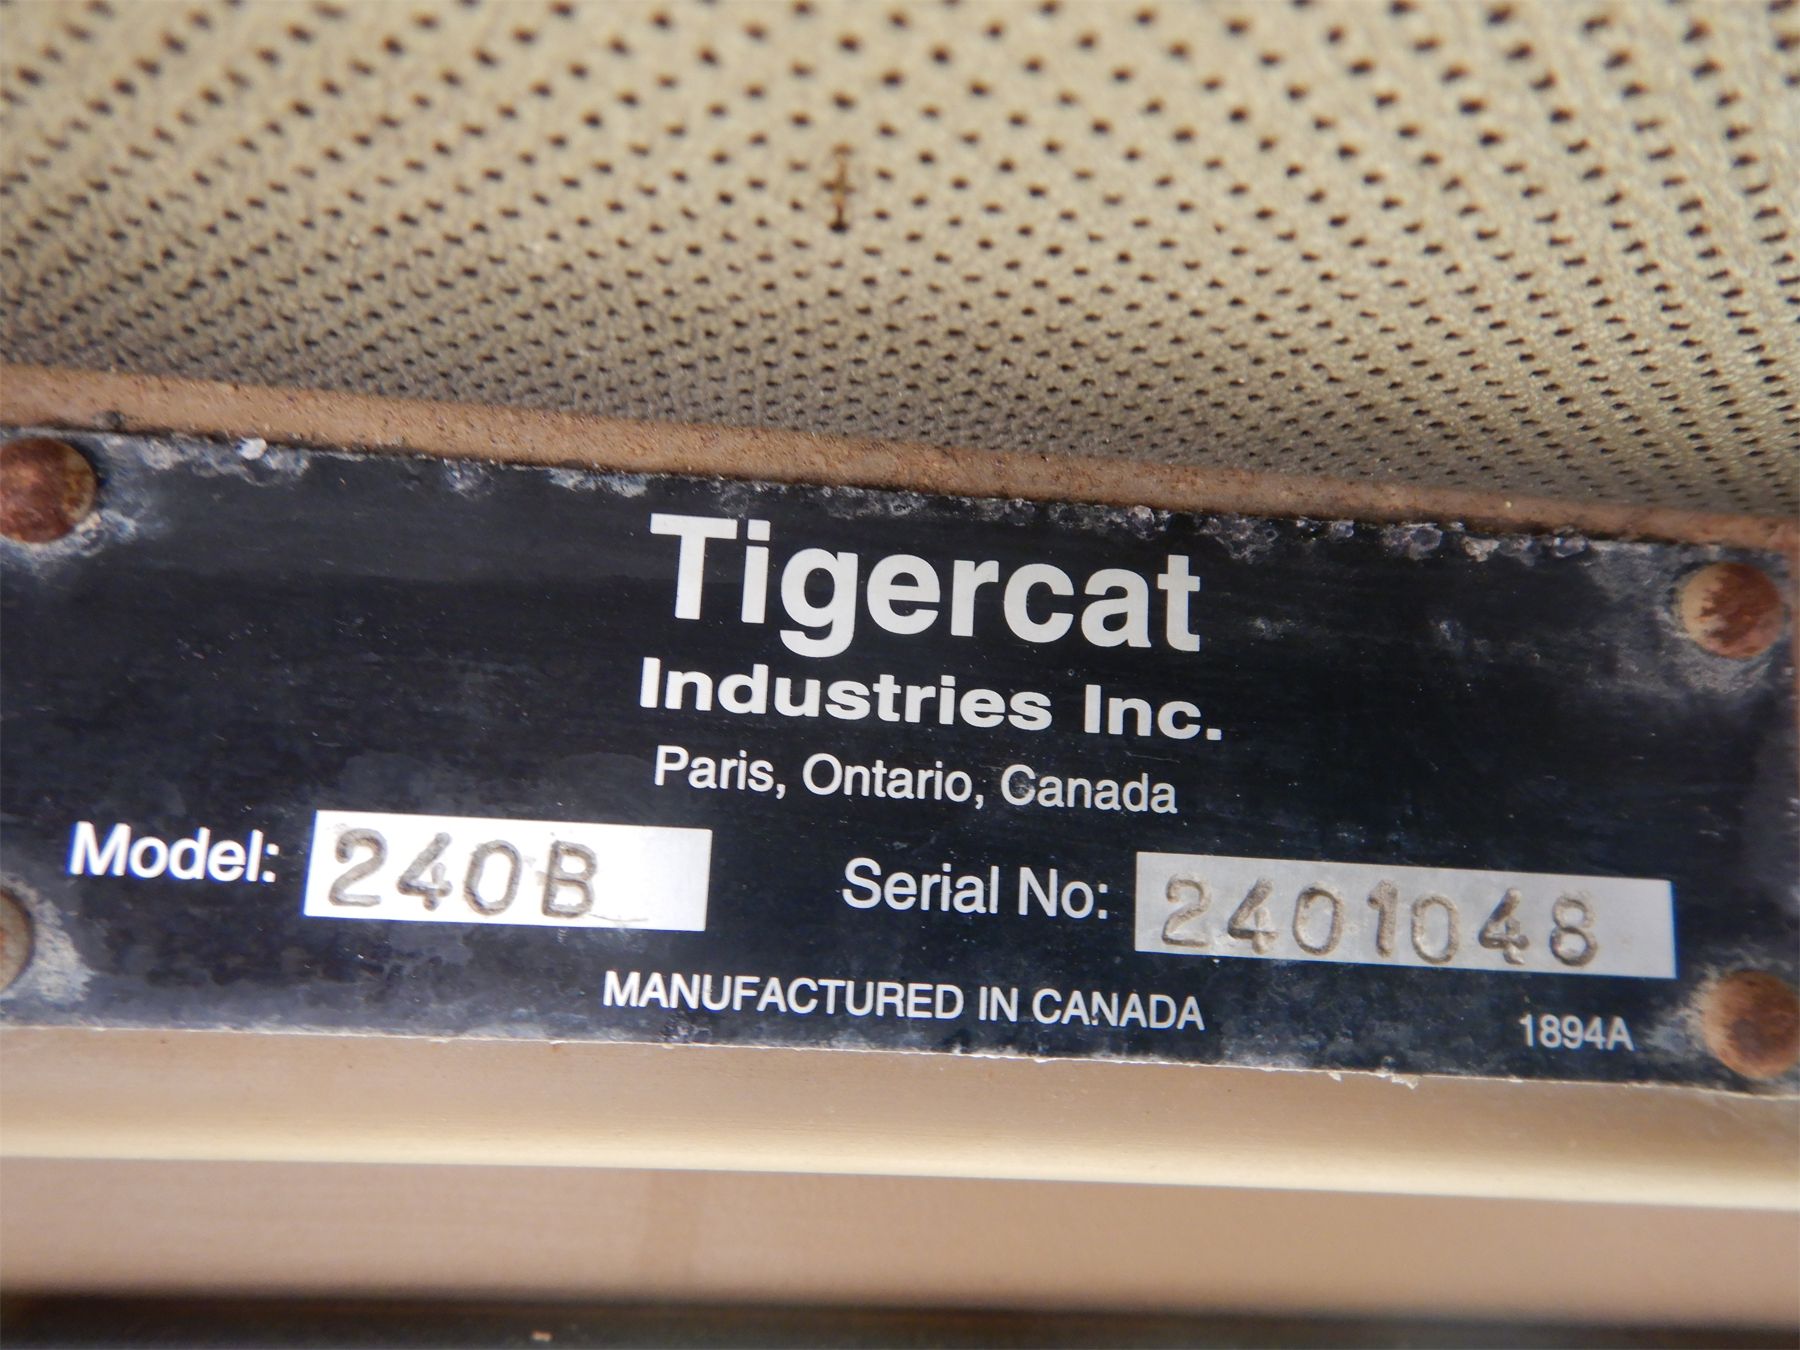 Tigercat
Industries Inc.
Paris, Ontario, Canada
Model: 240B Serial No: 2401048
MANUFACTURED IN CANADA
1894A